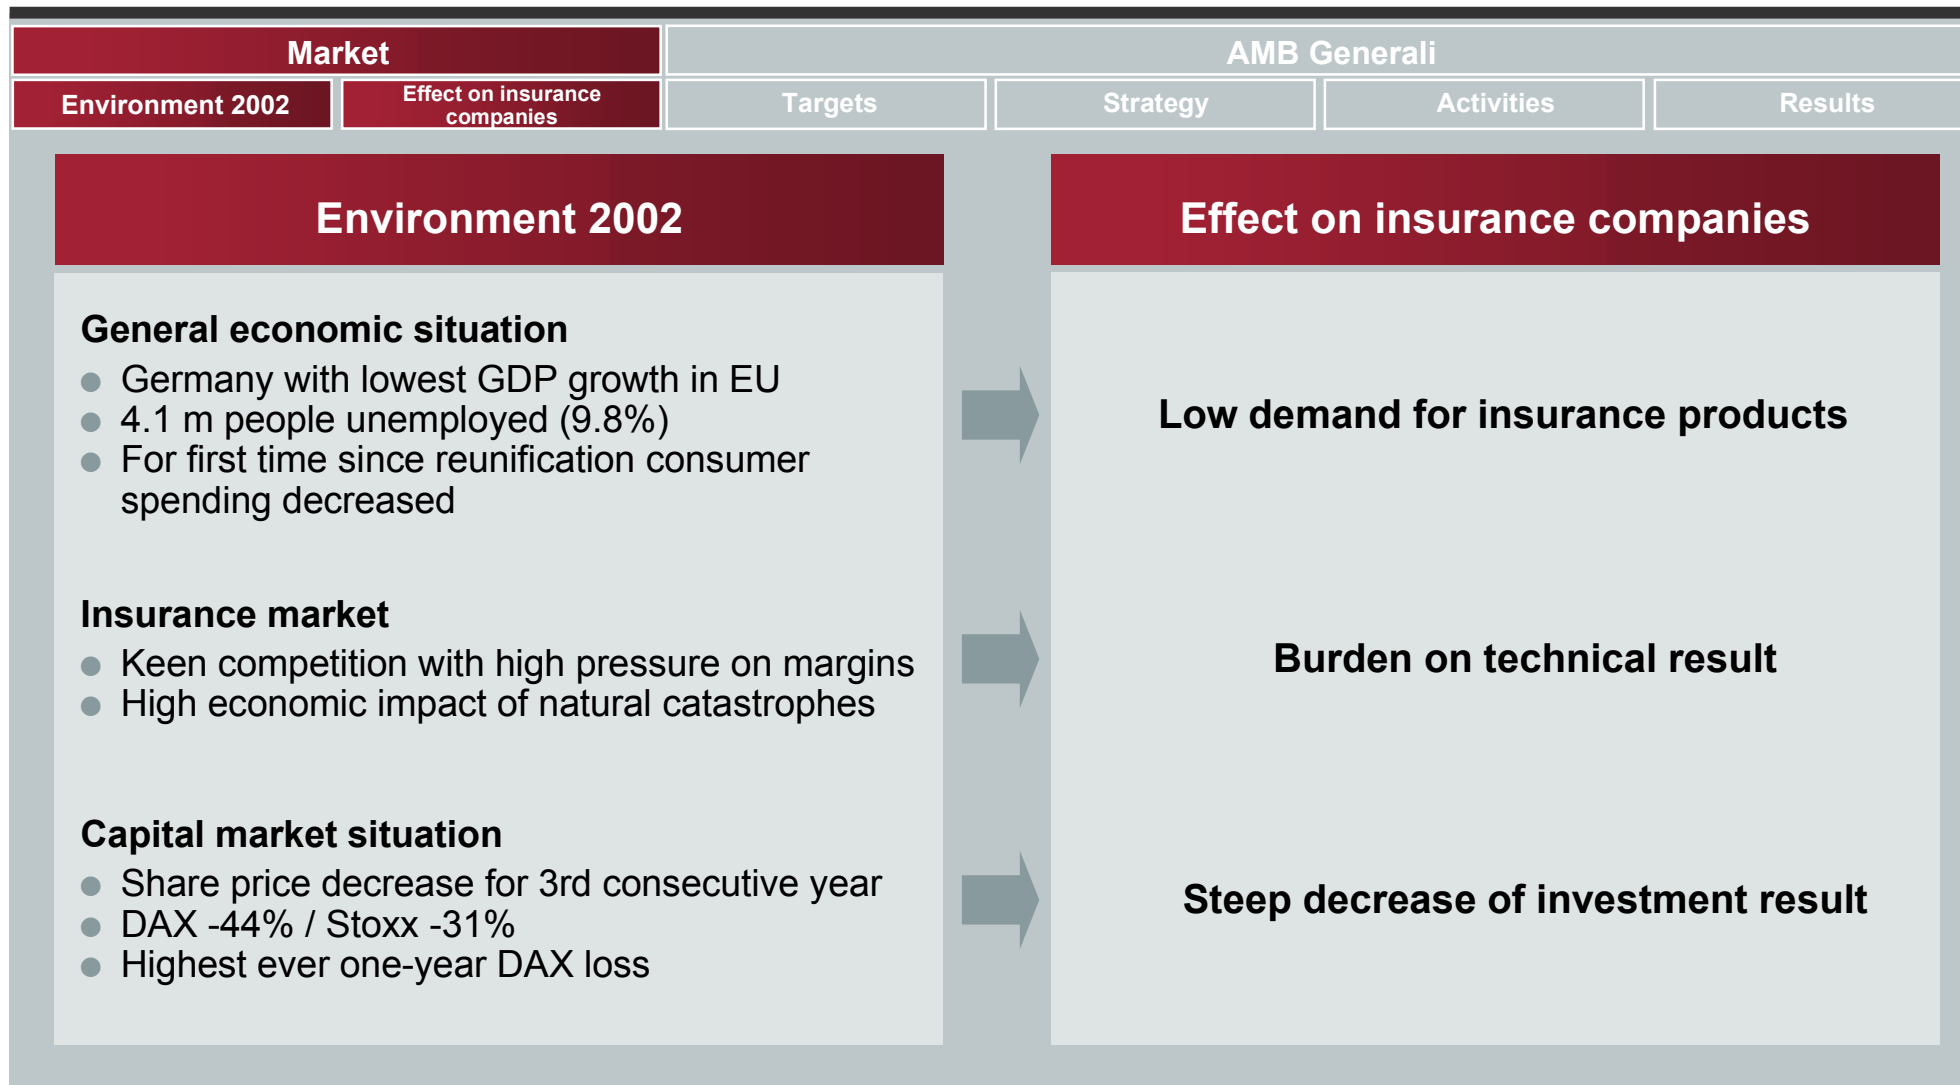 Market
AMB Generali
Environment 2002
Effect on insurance
companies
Targets
Strategy
Activities
Results
Environment 2002
General economic situation
Germany with lowest GDP growth in EU
4.1 m people unemployed (9.8%)
For first time since reunification consumer
spending decreased
Insurance market
Keen competition with high pressure on margins
High economic impact of natural catastrophes
Capital market situation
Share price decrease for 3rd consecutive year
DAX -44% / Stoxx -31%
Highest ever one-year DAX loss
Effect on insurance companies
Low demand for insurance products
Burden on technical result
Steep decrease of investment result